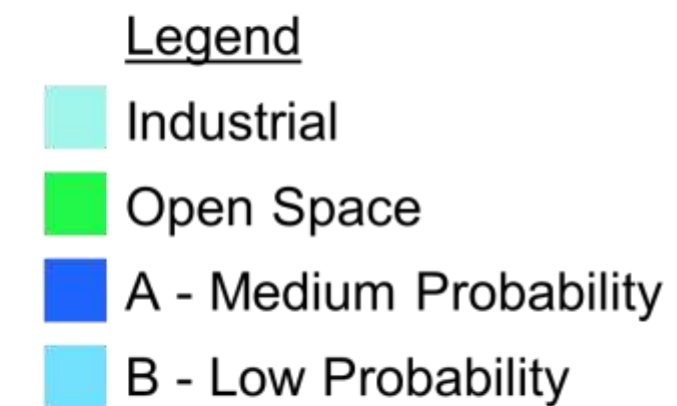 Legend
Industrial
Open Space
A - Medium Probability
B - Low Probability